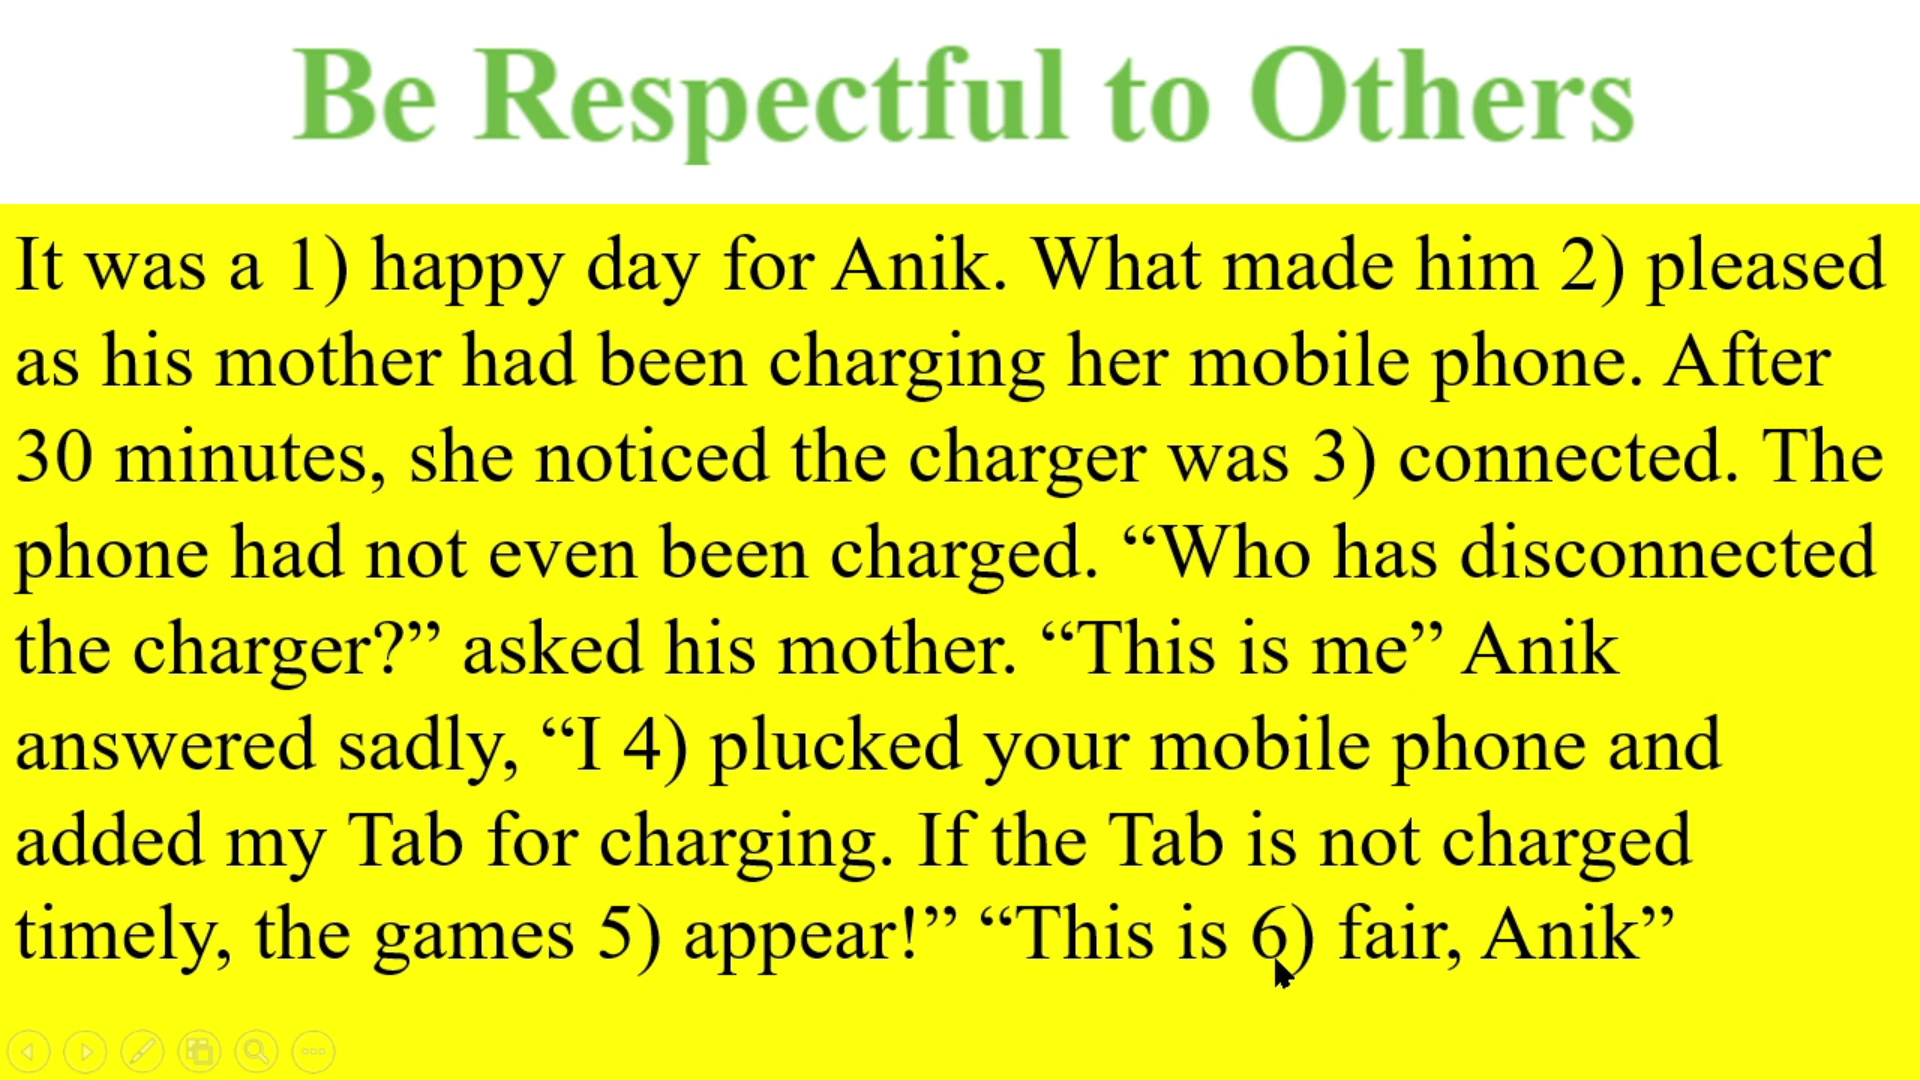 Be Respectful to Others
It was a 1) happy day for Anik. What made him 2) pleased
as his mother had been charging her mobile phone. After
30 minutes, she noticed the charger was 3) connected. The
phone had not even been charged. “Who has disconnected
the charger?” asked his mother. “This is me” Anik
answered sadly, “I 4) plucked your mobile phone and
added my Tab for charging. If the Tab is not charged
timely, the games 5) appear!” “This is 6) fair, Anik”